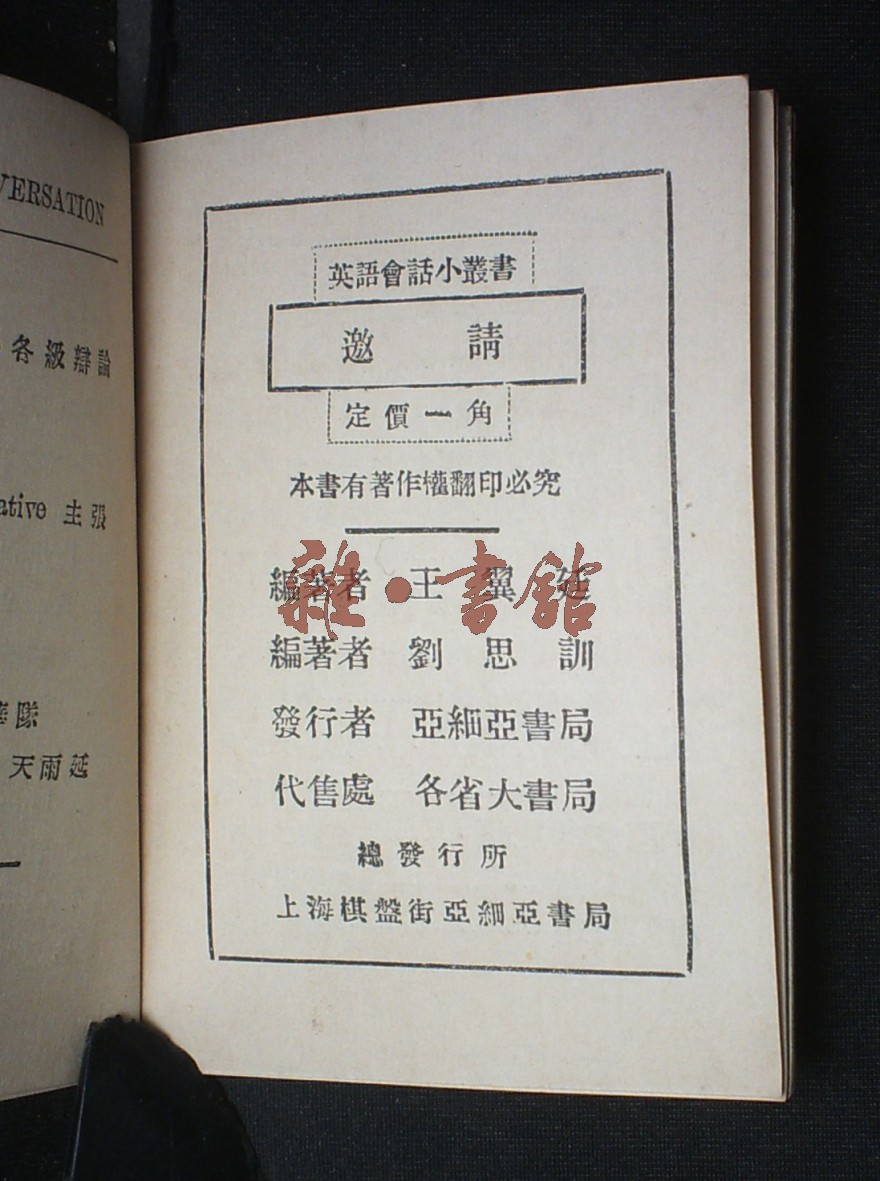 VERSATION
各級辯論
ative 主張
隊
天雨延
英語會話小叢書
邀請
定價一角
本書有著作權翻印必究
編著者 王翼廷
雜·書館
編著者 劉思訓
發行者 亞細亞書局
代售處 各省大書局
總發行所
上海棋盤街亞細亞書局